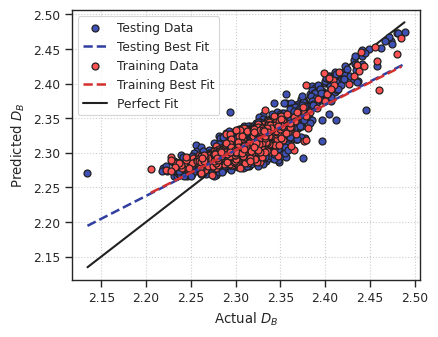 2.50
2.45
2.40
2.35
2.30
2.25
2.20
2.15
Predicted D_B
Testing Data
Testing Best Fit
Training Data
Training Best Fit
Perfect Fit
2.15 2.20 2.25 2.30 2.35 2.40 2.45 2.50
Actual D_B